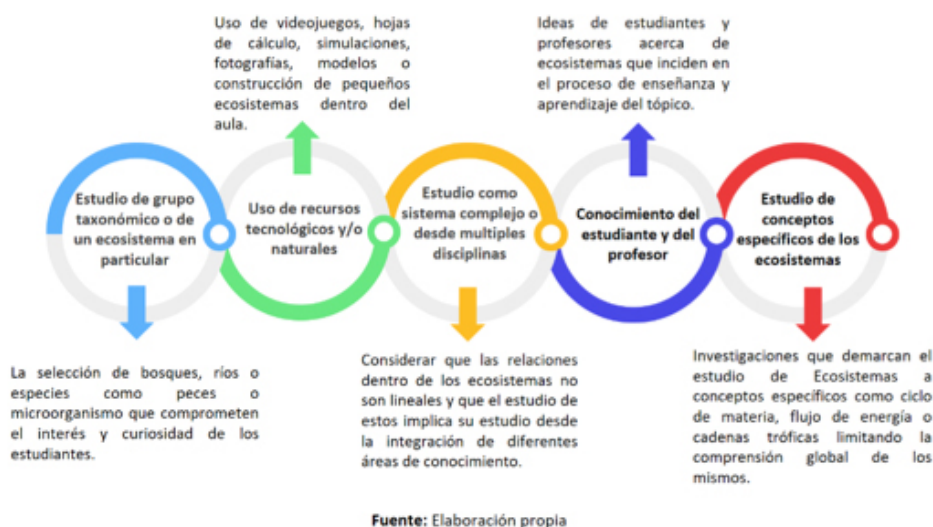 Uso de videojuegos, hojas
de cálculo, simulaciones,
fotografías, modelos o
construcción de pequeños
ecosistemas dentro del
aula.
Ideas de estudiantes y
profesores acerca de
ecosistemas que inciden en
el proceso de enseñanza y
aprendizaje del tópico.
Estudio de grupo
taxonómico o de
un ecosistema en
particular
Uso de recursos
tecnológicos y/o
naturales
Estudio como
sistema complejo o
desde multiples
disciplinas
Conocimiento del
estudiante y del
profesor
Estudio de
conceptos
específicos de los
ecosistemas
La selección de bosques, ríos o
especies como peces o
microorganismo que comprometen
el interés y curiosidad de los
estudiantes.
Considerar que las relaciones
dentro de los ecosistemas no
son lineales y que el estudio de
estos implica su estudio desde
la integración de diferentes
áreas de conocimiento.
Investigaciones que demarcan el
estudio de Ecosistemas a
conceptos específicos como ciclo
de materia, flujo de energía o
cadenas tróficas limitando la
comprensión global de los
mismos.
Fuente: Elaboración propia